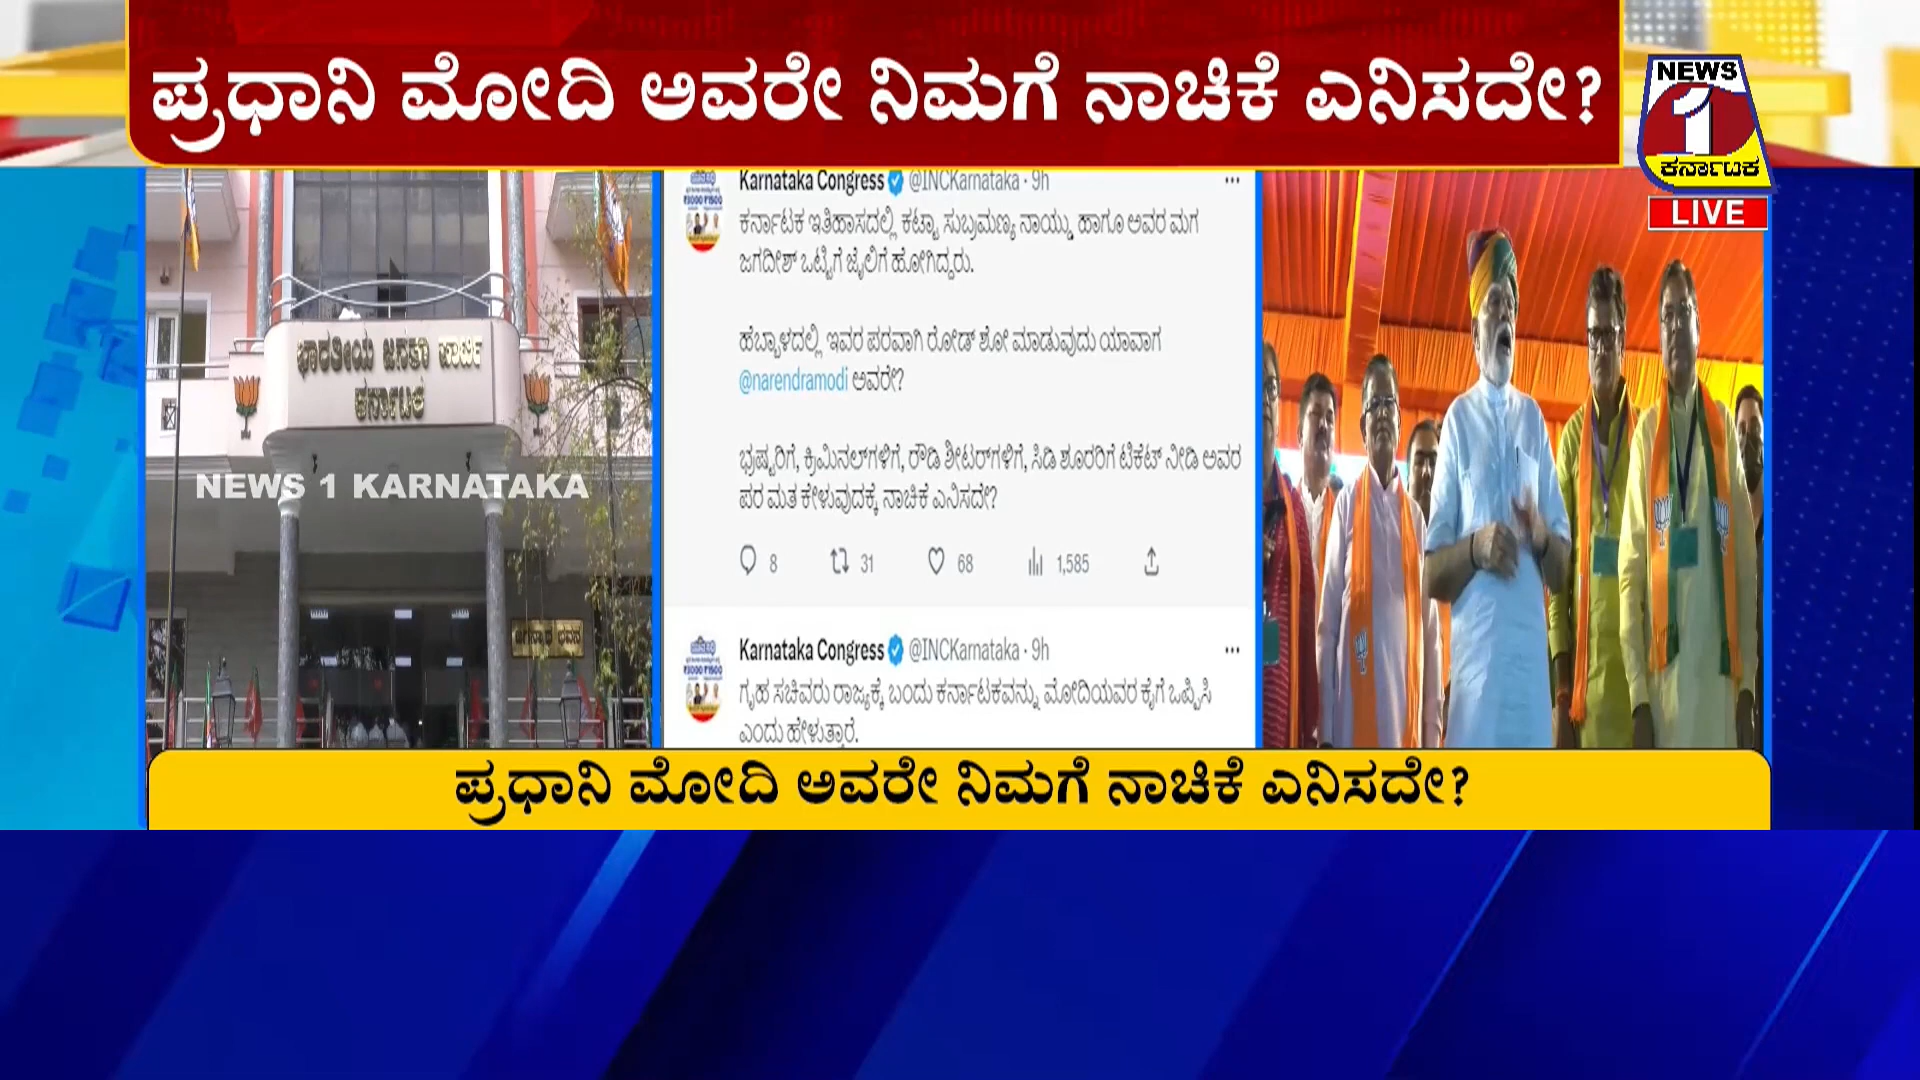 ಪ್ರಧಾನಿ ಮೋದಿ ಅವರೇ ನಿಮಗೆ ನಾಚಿಕೆ ಎನಿಸದೇ?
NEWS
1
ಕರ್ನಾಟಕ
LIVE
ಭಾರತೀಯ ಜನತಾ ಪಾರ್ಟಿ
ಕರ್ನಾಟಕ
NEWS 1 KARNATAKA
Karnataka Congress @INCKarnataka · 9h
ಕರ್ನಾಟಕ ಇತಿಹಾಸದಲ್ಲಿ ಕಟ್ಟಾ ಸುಬ್ರಮಣ್ಯ ನಾಯ್ಡು ಹಾಗೂ ಅವರ ಮಗ
ಜಗದೀಶ್ ಒಟ್ಟಿಗೆ ಜೈಲಿಗೆ ಹೋಗಿದ್ದರು.
ಹೆಬ್ಬಾಳದಲ್ಲಿ ಇವರ ಪರವಾಗಿ ರೋಡ್ ಶೋ ಮಾಡುವುದು ಯಾವಾಗ
@narendramodi ಅವರೇ?
ಭ್ರಷ್ಟರಿಗೆ, ಕ್ರಿಮಿನಲ್‌ಗಳಿಗೆ, ರೌಡಿ ಶೀಟರ್‌ಗಳಿಗೆ, ಸಿಡಿ ಶೂರರಿಗೆ ಟಿಕೆಟ್ ನೀಡಿ ಅವರ
ಪರ ಮತ ಕೇಳುವುದಕ್ಕೆ ನಾಚಿಕೆ ಎನಿಸದೇ?
8 31 68 1,585
Karnataka Congress @INCKarnataka · 9h
ಗೃಹ ಸಚಿವರು ರಾಜ್ಯಕ್ಕೆ ಬಂದು ಕರ್ನಾಟಕವನ್ನು ಮೋದಿಯವರ ಕೈಗೆ ಒಪ್ಪಿಸಿ
ಎಂದು ಹೇಳುತ್ತಾರೆ.
ಪ್ರಧಾನಿ ಮೋದಿ ಅವರೇ ನಿಮಗೆ ನಾಚಿಕೆ ಎನಿಸದೇ?